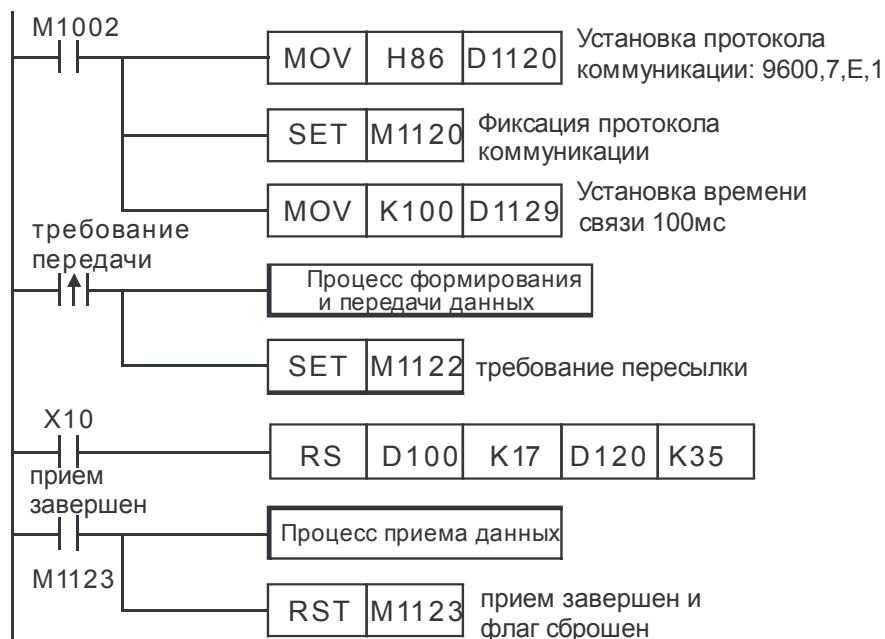 M1002
MOV H86 D1120
Установка протокола
коммуникации: 9600,7,E,1
SET M1120
Фиксация протокола
коммуникации
MOV K100 D1129
Установка времени
связи 100мс
требование
передачи
Процесс формирования
и передачи данных
SET M1122 требование пересылки
X10
RS D100 K17 D120 K35
прием
завершен
Процесс приема данных
M1123
RST M1123
прием завершен и
флаг сброшен